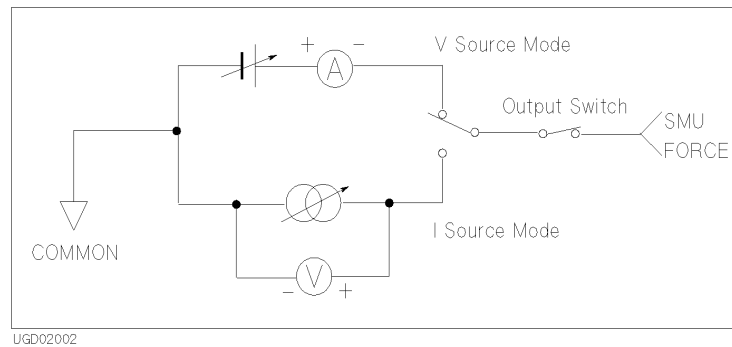 + − V Source Mode
A
Output Switch
SMU
FORCE
COMMON
I Source Mode
− V +
UGD02002